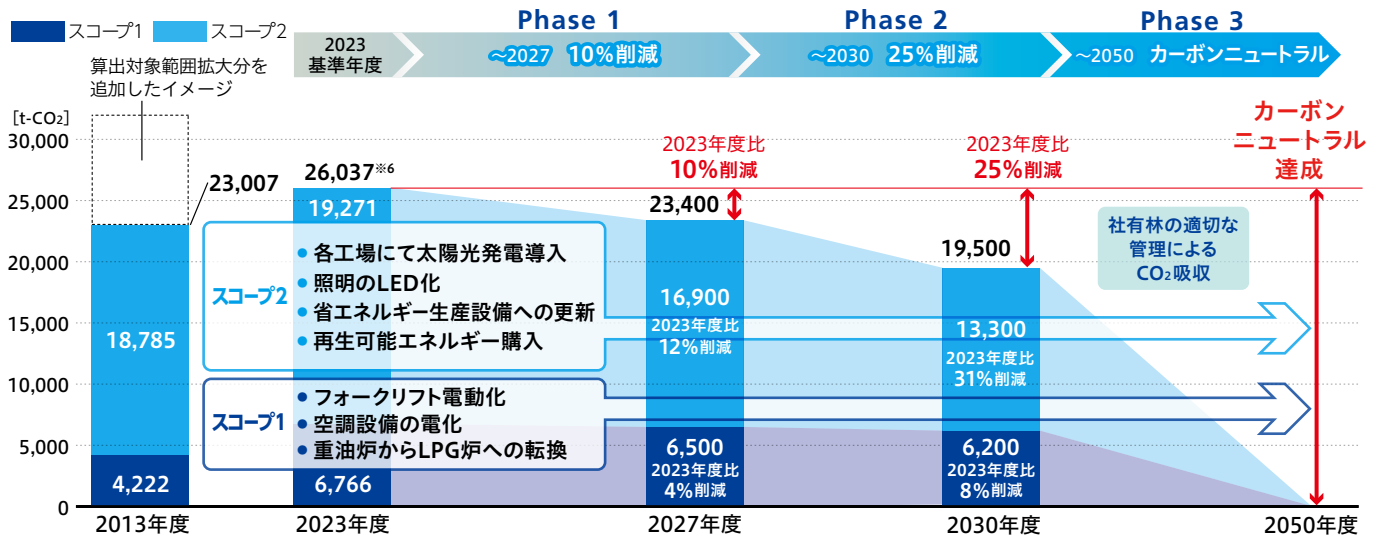 スコープ1 スコープ2
算出対象範囲拡大分を
追加したイメージ
Phase 1
Phase 2
Phase 3
2023
基準年度
~2027 10%削減
~2030 25%削減
~2050 カーボンニュートラル
[t-CO₂]
30,000
25,000
20,000
15,000
10,000
5,000
0
23,007
18,785
4,222
26,037※6
19,271
6,766
スコープ2
● 各工場にて太陽光発電導入
● 照明のLED化
● 省エネルギー生産設備への更新
● 再生可能エネルギー購入
スコープ1
● フォークリフト電動化
● 空調設備の電化
● 重油炉からLPG炉への転換
2023年度比
10%削減
23,400
16,900
2023年度比
12%削減
6,500
2023年度比
4%削減
2023年度比
25%削減
19,500
13,300
2023年度比
31%削減
6,200
2023年度比
8%削減
社有林の適切な
管理による
CO₂吸収
カーボン
ニュートラル
達成
2013年度
2023年度
2027年度
2030年度
2050年度